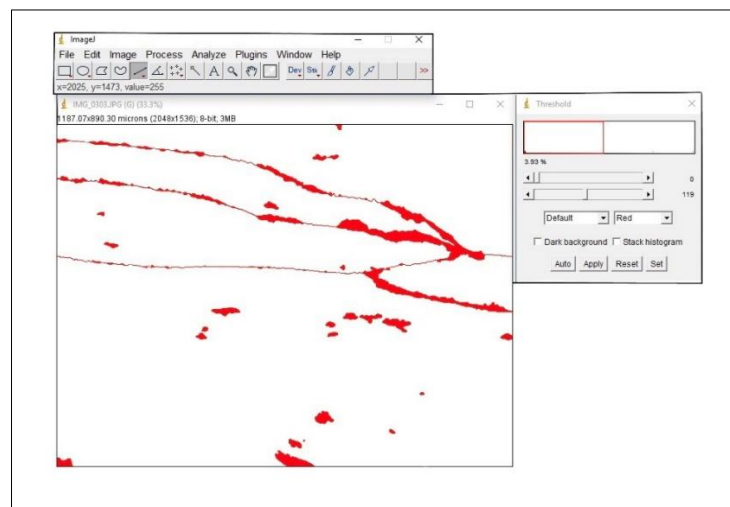 ImageJ
File Edit Image Process Analyze Plugins Window Help
Dev Stk
>>
x=2025, y=1473, value=255
IMG_0303.JPG (G) (33.3%)
1187.07x890.30 microns (2048x1536); 8-bit; 3MB
Threshold
3.93 %
0
119
Default Red
Dark background Stack histogram
Auto Apply Reset Set